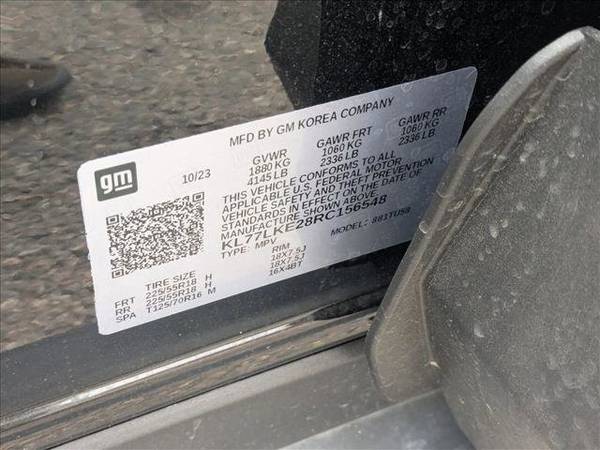 MFD BY GM KOREA COMPANY
gm
10/23
GVWR GAWR FRT GAWR RR
1880 KG 1060 KG 1060 KG
4145 LB 2336 LB 2336 LB
THIS VEHICLE CONFORMS TO ALL
APPLICABLE U.S. FEDERAL MOTOR
VEHICLE SAFETY AND THEFT PREVENTION
STANDARDS IN EFFECT ON THE DATE OF
MANUFACTURE SHOWN ABOVE.
KL77LKE28RC156548
TYPE: MPV MODEL: 881TU58
TIRE SIZE RIM
FRT 225/55R18 H 18X7.5J
RR 225/55R18 H 18X7.5J
SPA T125/70R16 M 16X4BT